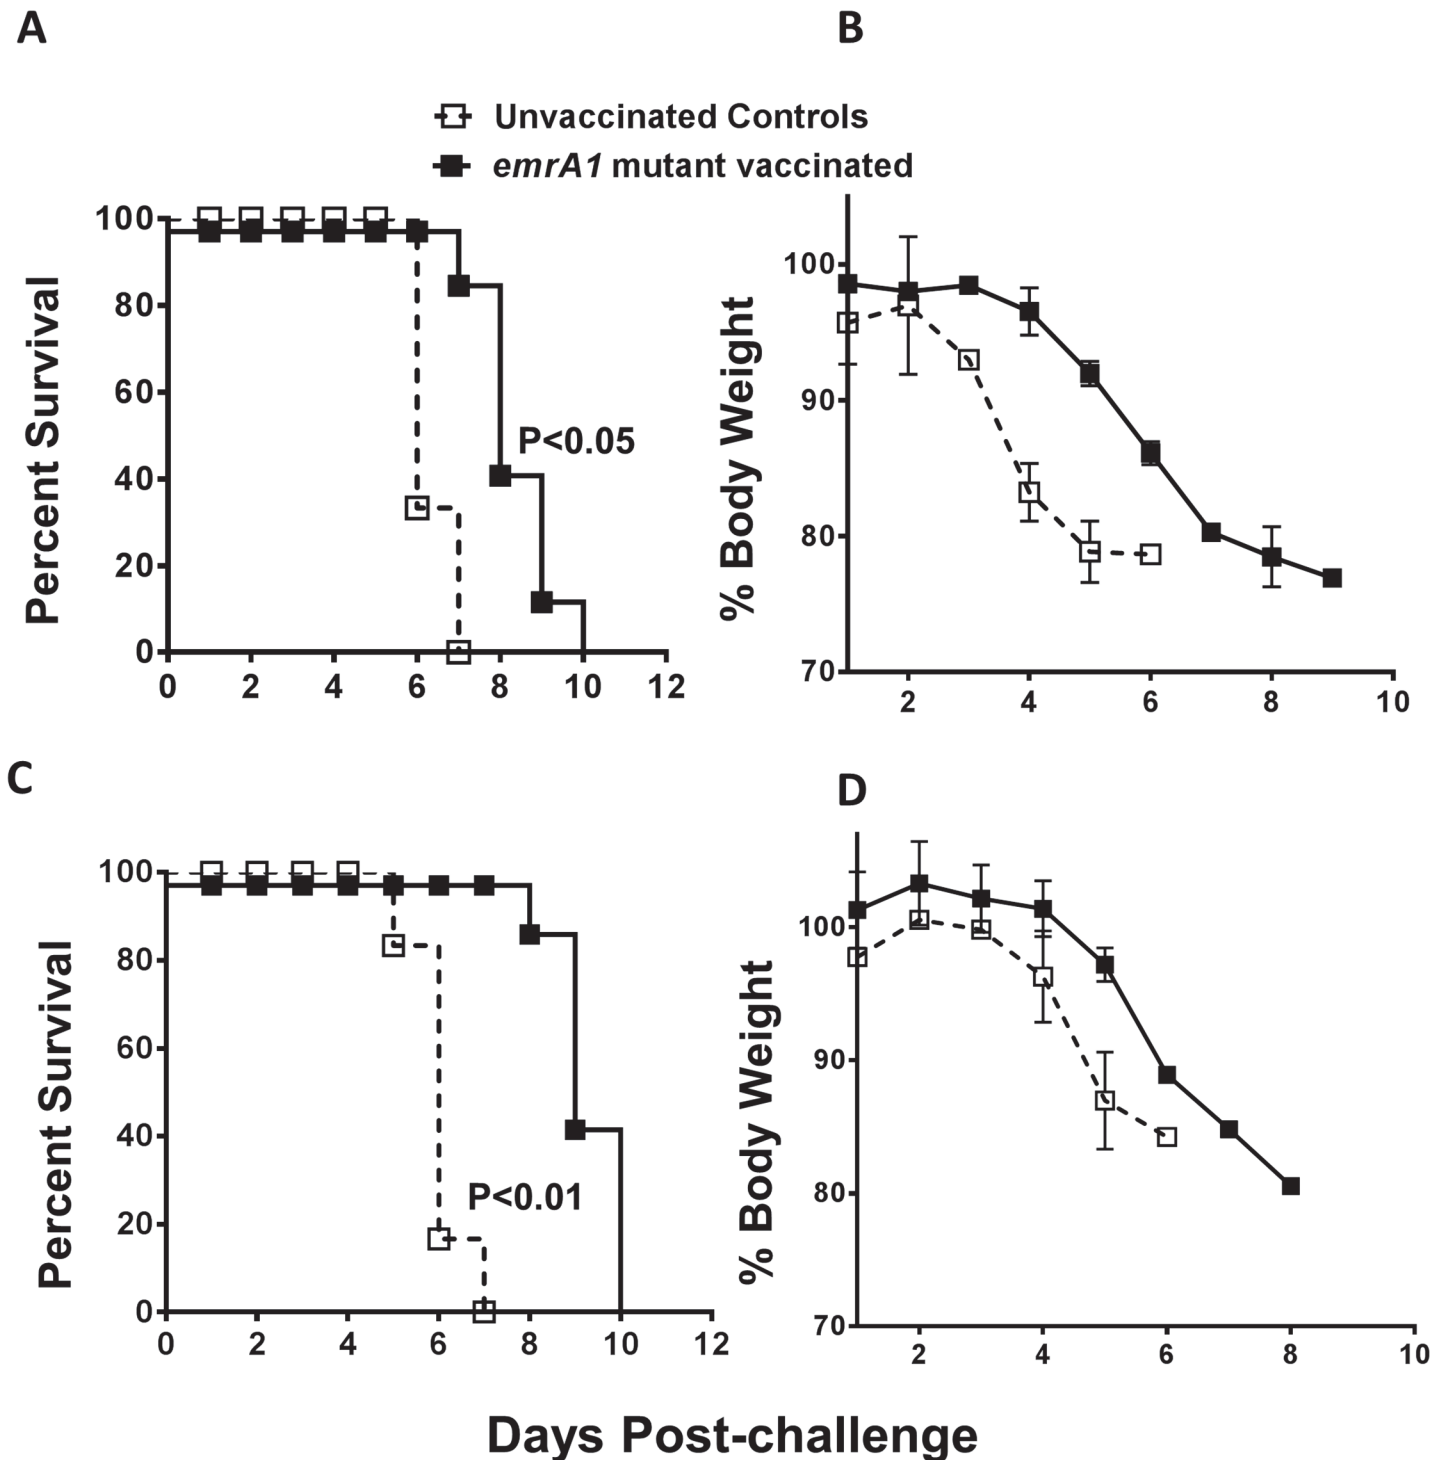 A
B
Unvaccinated Controls
emrA1 mutant vaccinated
Percent Survival
100
80
60
40
20
0
0 2 4 6 8 10 12
P<0.05
% Body Weight
100
90
80
70
2 4 6 8 10
C
D
Percent Survival
100
80
60
40
20
0
0 2 4 6 8 10 12
P<0.01
% Body Weight
100
90
80
70
2 4 6 8 10
Days Post-challenge